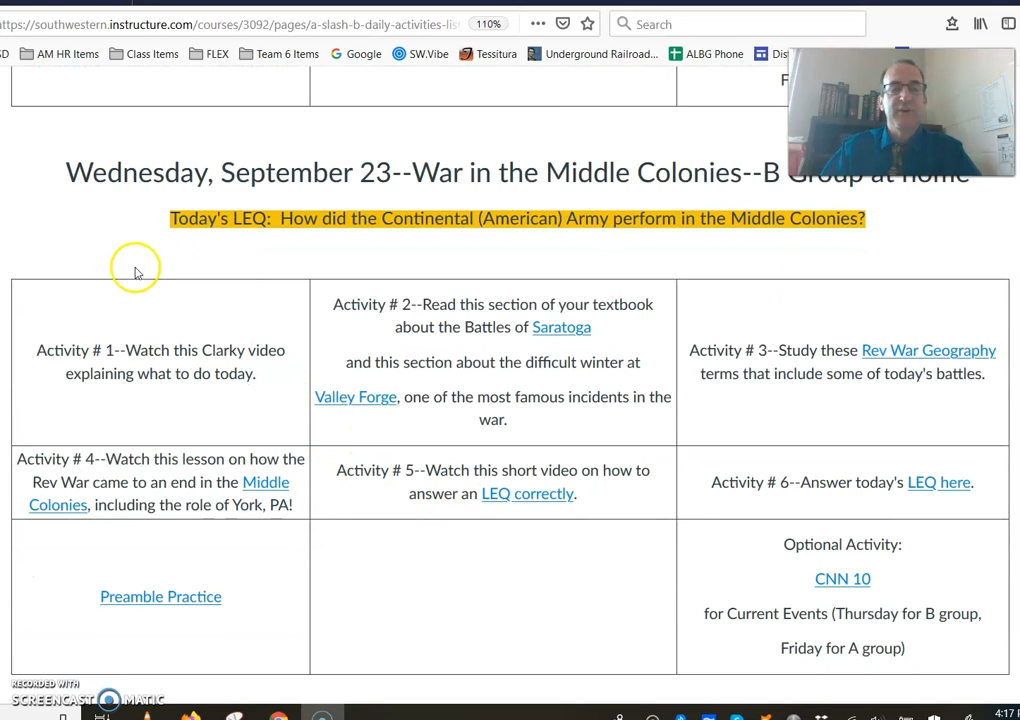 https://southwestern.instructure.com/courses/3092/pages/a-slash-b-daily-activities-lis
110%
Search
SD
AM HR Items
Class Items
FLEX
Team 6 Items
Google
SW.Vibe
Tessitura
Underground Railroad...
ALBG Phone
Dis
F
Wednesday, September 23--War in the Middle Colonies--B Group at home
Today's LEQ: How did the Continental (American) Army perform in the Middle Colonies?
Activity # 1--Watch this Clarky video
explaining what to do today.
Activity # 2--Read this section of your textbook
about the Battles of Saratoga
and this section about the difficult winter at
Valley Forge, one of the most famous incidents in the
war.
Activity # 3--Study these Rev War Geography
terms that include some of today's battles.
Activity # 4--Watch this lesson on how the
Rev War came to an end in the Middle
Colonies, including the role of York, PA!
Activity # 5--Watch this short video on how to
answer an LEQ correctly.
Activity # 6--Answer today's LEQ here.
Preamble Practice
Optional Activity:
CNN 10
for Current Events (Thursday for B group,
Friday for A group)
RECORDED WITH
SCREENCAST MATIC
4:17 P